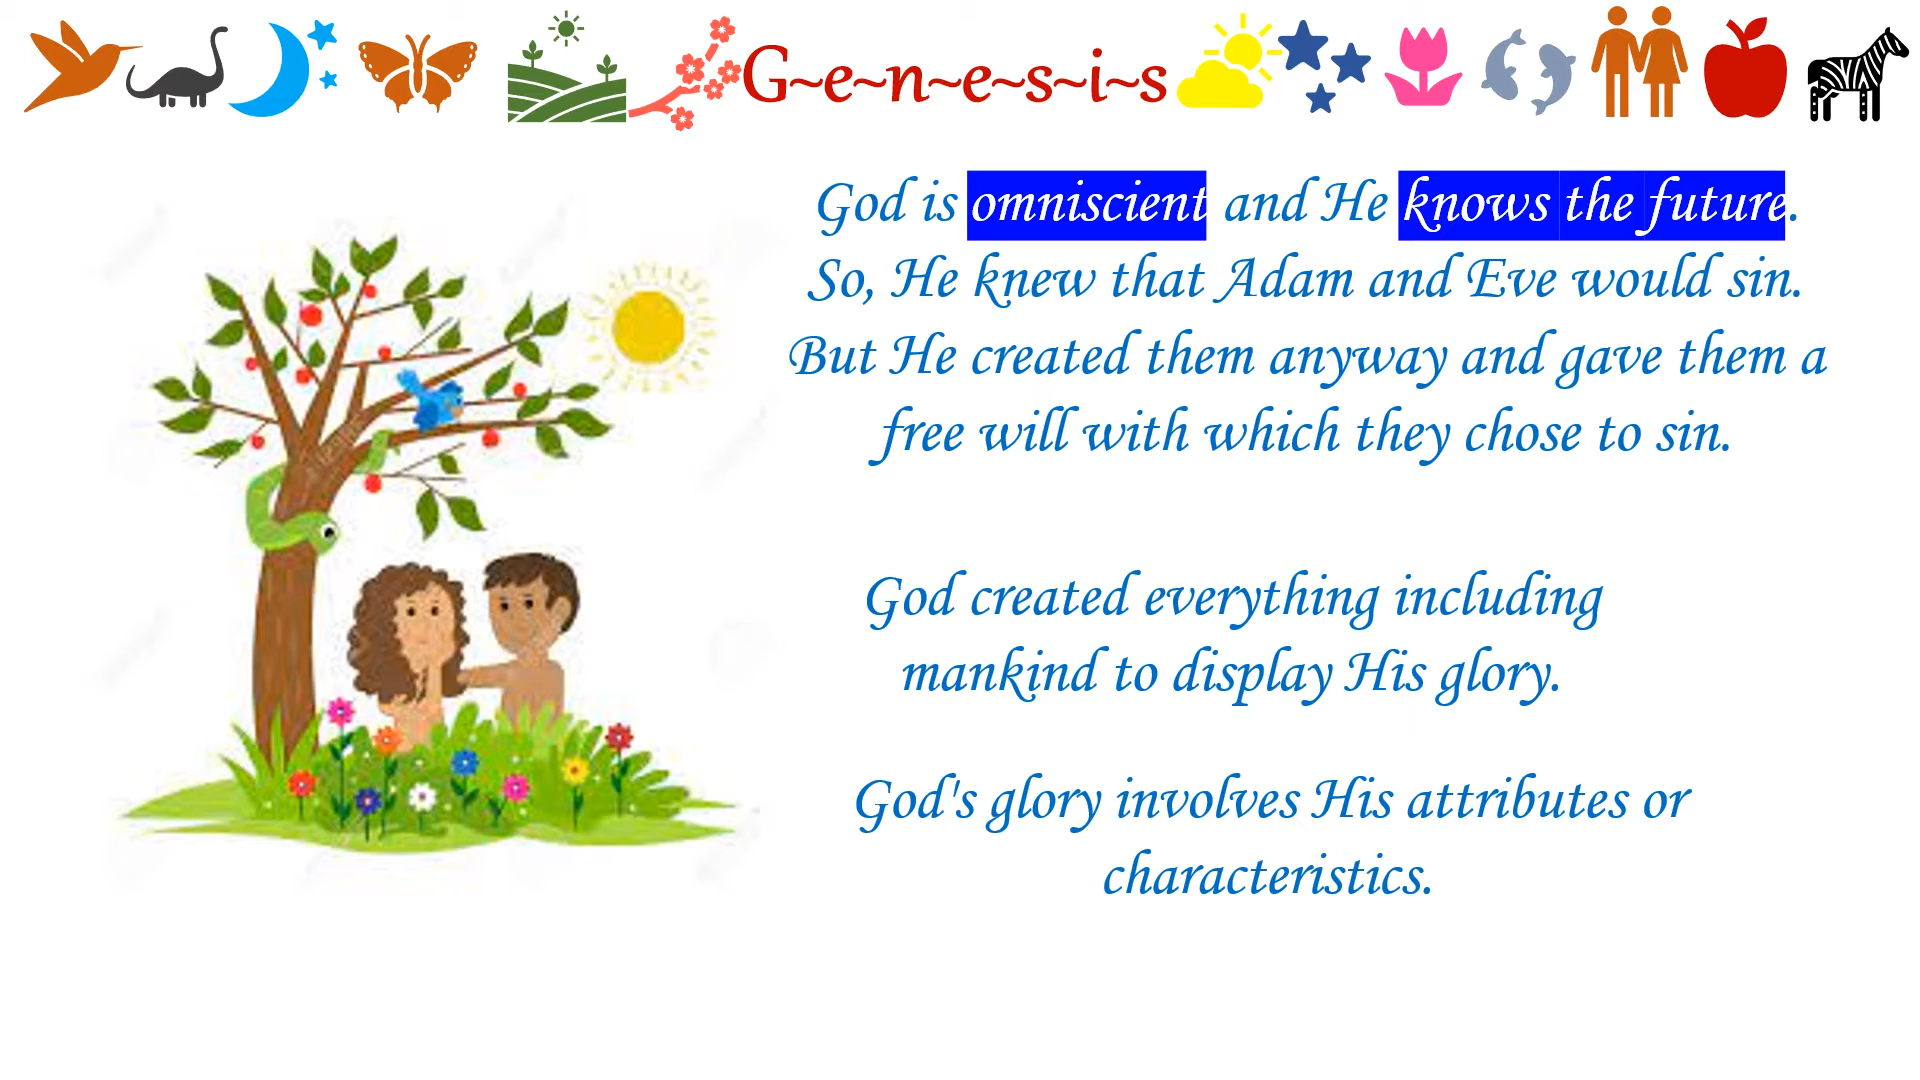 G~e~n~e~s~i~s
God is omniscient and He knows the future.
So, He knew that Adam and Eve would sin.
But He created them anyway and gave them a
free will with which they chose to sin.
God created everything including
mankind to display His glory.
God's glory involves His attributes or
characteristics.